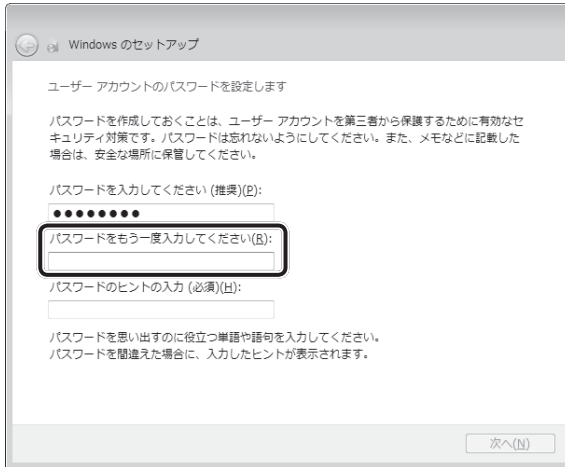 Windows のセットアップ
ユーザー アカウントのパスワードを設定します
パスワードを作成しておくことは、ユーザー アカウントを第三者から保護するために有効なセ
キュリティ対策です。パスワードは忘れないようにしてください。また、メモなどに記載した
場合は、安全な場所に保管してください。
パスワードを入力してください (推奨)(P):
●●●●●●●●
パスワードをもう一度入力してください(R):
パスワードのヒントの入力 (必須)(H):
パスワードを思い出すのに役立つ単語や語句を入力してください。
パスワードを間違えた場合に、入力したヒントが表示されます。
次へ(N)